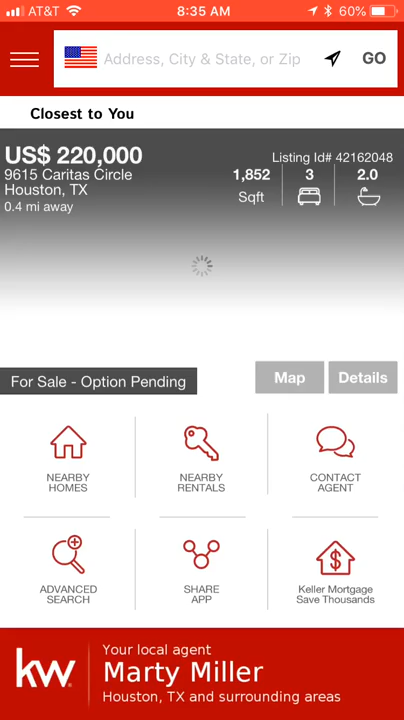 AT&T 8:35 AM 60%
Address, City & State, or Zip GO
Closest to You
US$ 220,000
Listing Id# 42162048
9615 Caritas Circle
Houston, TX
0.4 mi away
1,852 3 2.0
Sqft
For Sale - Option Pending
Map Details
NEARBY HOMES
NEARBY RENTALS
CONTACT AGENT
ADVANCED SEARCH
SHARE APP
Keller Mortgage
Save Thousands
kw
Your local agent
Marty Miller
Houston, TX and surrounding areas